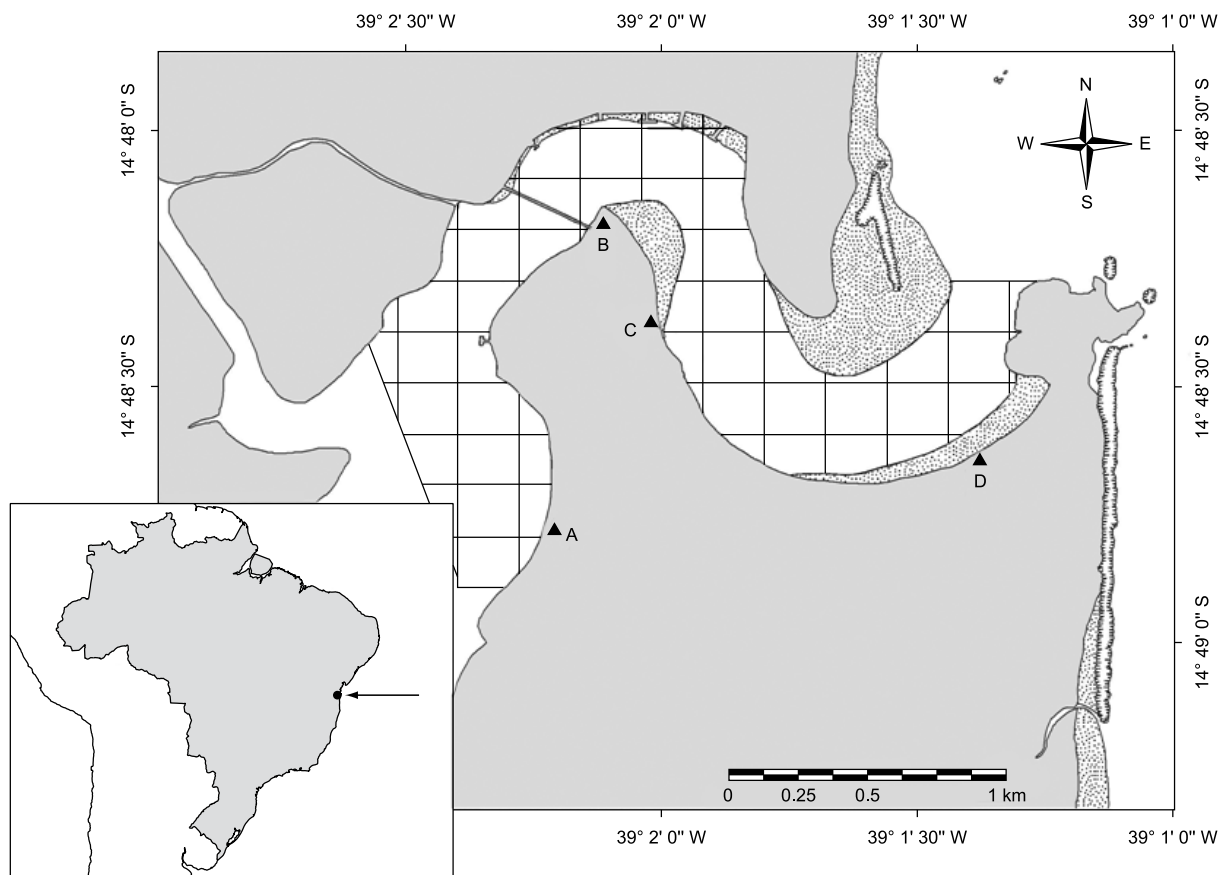 39° 2' 30" W 39° 2' 0" W 39° 1' 30" W 39° 1' 0" W
14° 48' 0" S
14° 48' 30" S
N
W E
S
B
C
14° 48' 30" S
14° 48' 30" S
D
A
14° 49' 0" S
0 0.25 0.5 1 km
39° 2' 0" W 39° 1' 30" W 39° 1' 0" W